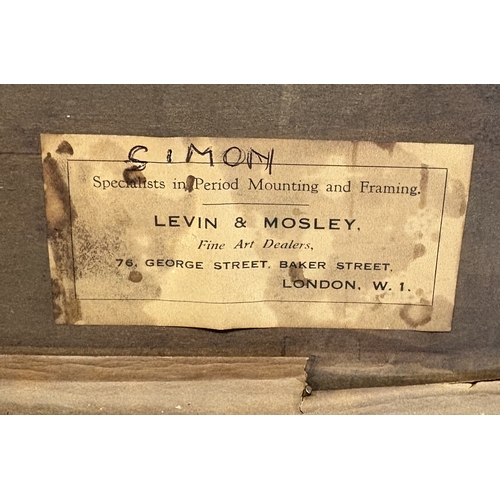 SIMON
Specialists in Period Mounting and Framing.
LEVIN & MOSLEY,
Fine Art Dealers,
76, GEORGE STREET, BAKER STREET,
LONDON, W. 1.